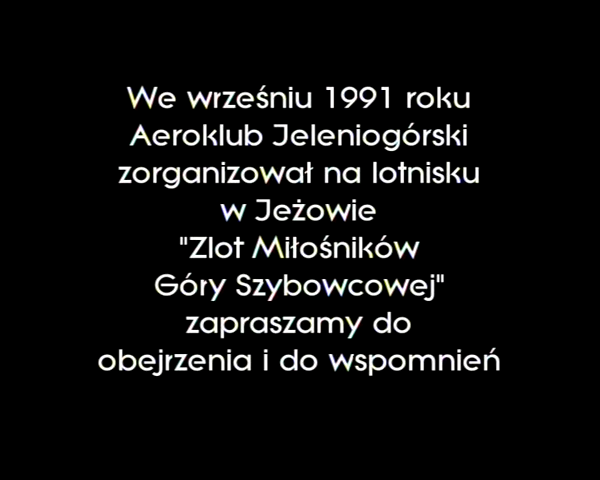 We wrześniu 1991 roku
Aeroklub Jeleniogórski
zorganizował na lotnisku
w Jeżowie
"Zlot Miłośników
Góry Szybowcowej"
zapraszamy do
obejrzenia i do wspomnień